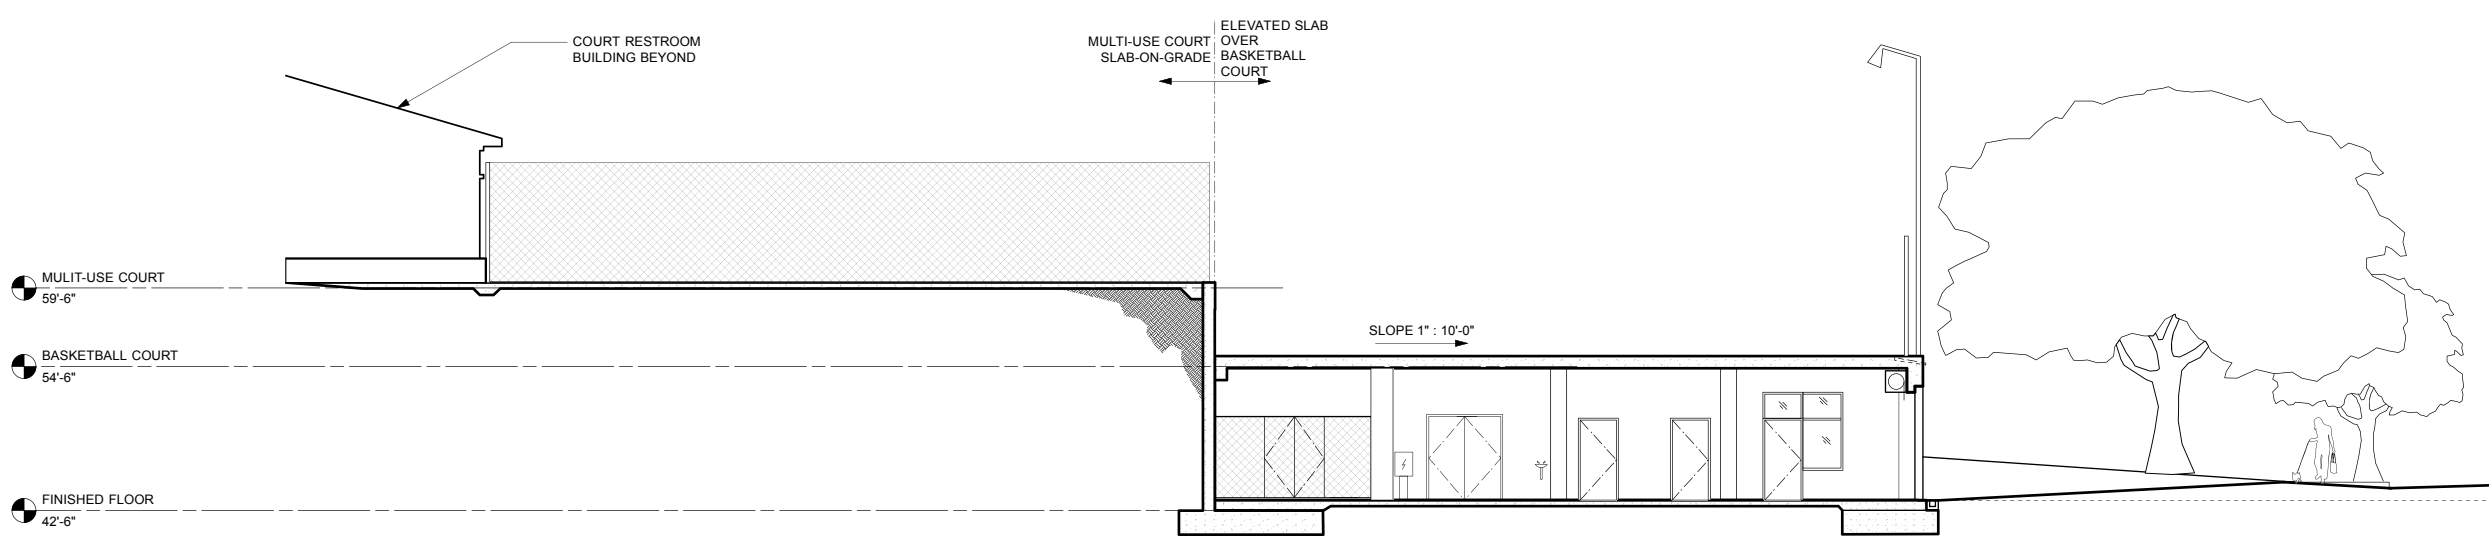 COURT RESTROOM
BUILDING BEYOND
MULTI-USE COURT
SLAB-ON-GRADE
ELEVATED SLAB
OVER
BASKETBALL
COURT
MULIT-USE COURT
59'-6"
SLOPE 1" : 10'-0"
BASKETBALL COURT
54'-6"
FINISHED FLOOR
42'-6"